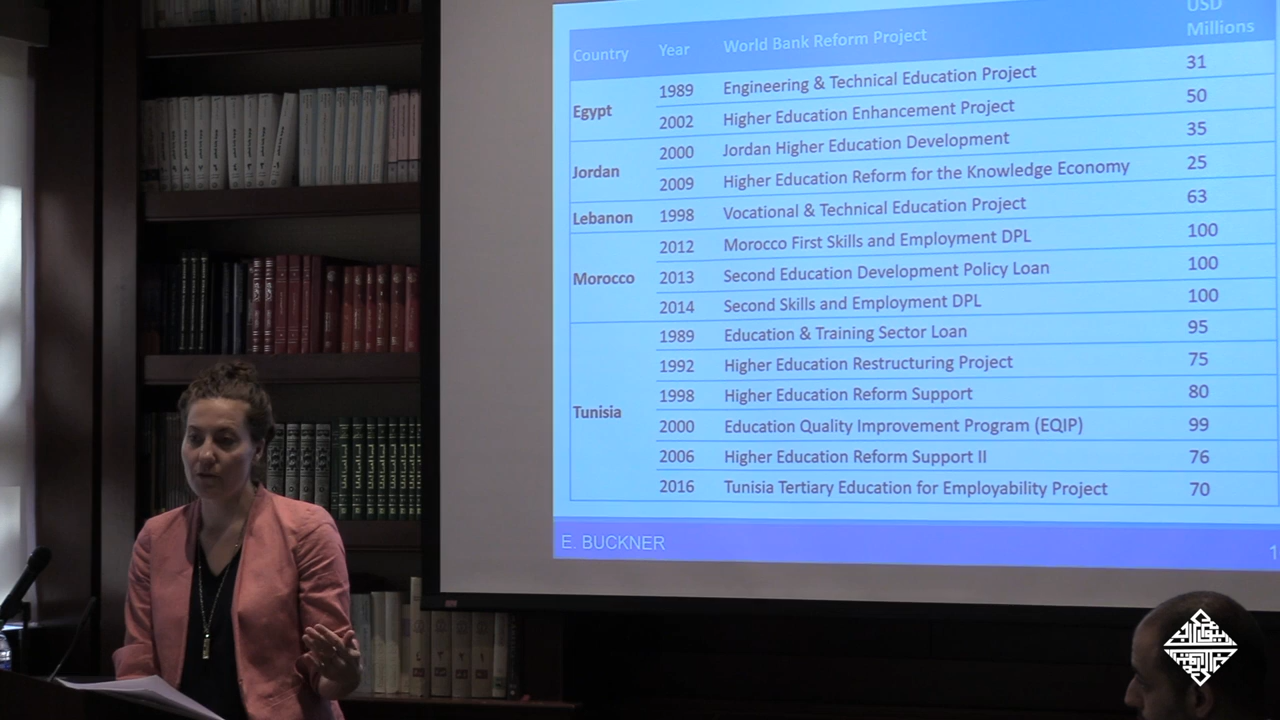 USD
Country Year World Bank Reform Project Millions
Egypt 1989 Engineering & Technical Education Project 31
2002 Higher Education Enhancement Project 50
Jordan 2000 Jordan Higher Education Development 35
2009 Higher Education Reform for the Knowledge Economy 25
Lebanon 1998 Vocational & Technical Education Project 63
Morocco 2012 Morocco First Skills and Employment DPL 100
2013 Second Education Development Policy Loan 100
2014 Second Skills and Employment DPL 100
Tunisia 1989 Education & Training Sector Loan 95
1992 Higher Education Restructuring Project 75
1998 Higher Education Reform Support 80
2000 Education Quality Improvement Program (EQIP) 99
2006 Higher Education Reform Support II 76
2016 Tunisia Tertiary Education for Employability Project 70
E. BUCKNER 1